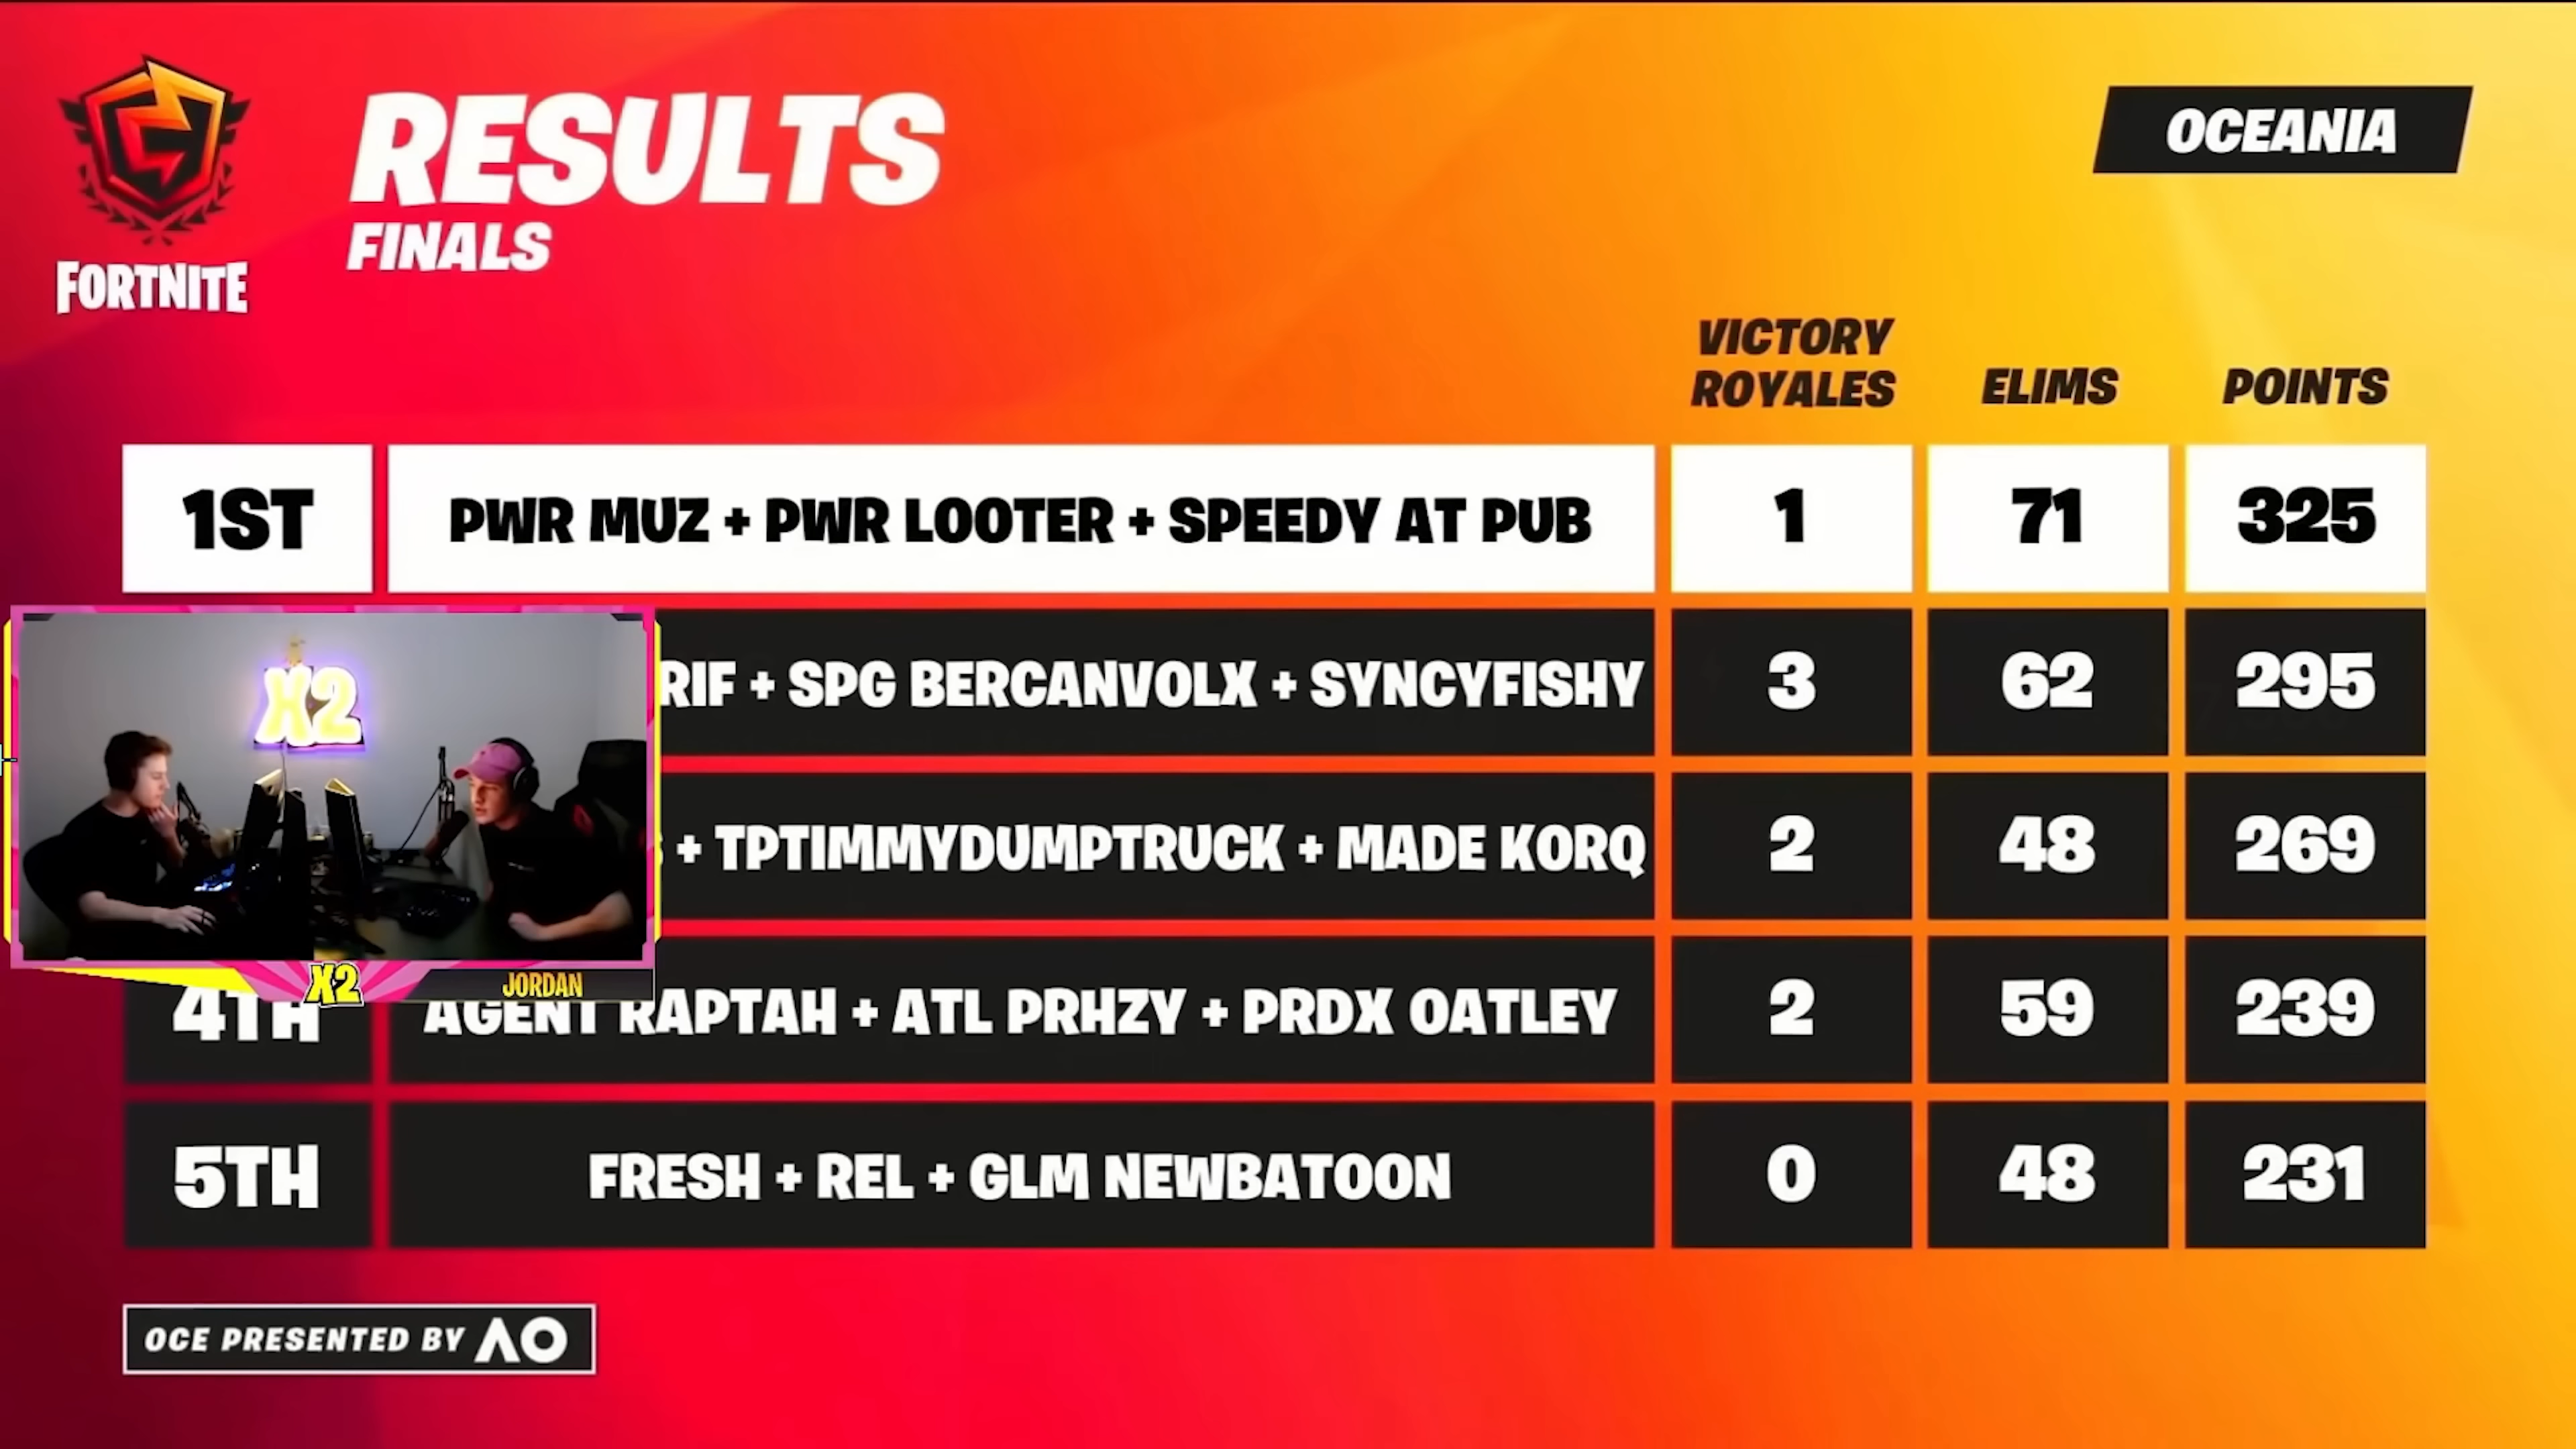 RESULTS
FINALS
FORTNITE
OCEANIA
VICTORY
ROYALES
ELIMS
POINTS
1ST
PWR MUZ + PWR LOOTER + SPEEDY AT PUB
1
71
325
+ SPG BERCANVOLX + SYNCYFISHY
3
62
295
+ TPTIMMYDUMPTRUCK + MADE KORQ
2
48
269
X2
X2
JORDAN
4TH
AGENT RAPTAH + ATL PRHZY + PRDX OATLEY
2
59
239
5TH
FRESH + REL + GLM NEWBATOON
0
48
231
OCE PRESENTED BY AO